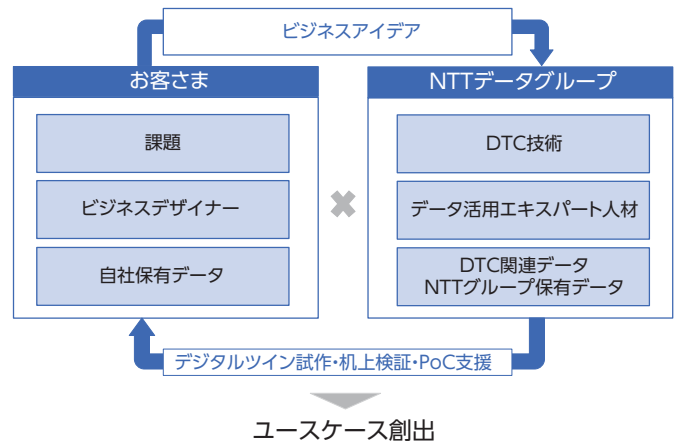 ビジネスアイデア
お客さま
課題
ビジネスデザイナー
自社保有データ
NTTデータグループ
DTC技術
データ活用エキスパート人材
DTC関連データ
NTTグループ保有データ
デジタルツイン試作・机上検証・PoC支援
ユースケース創出